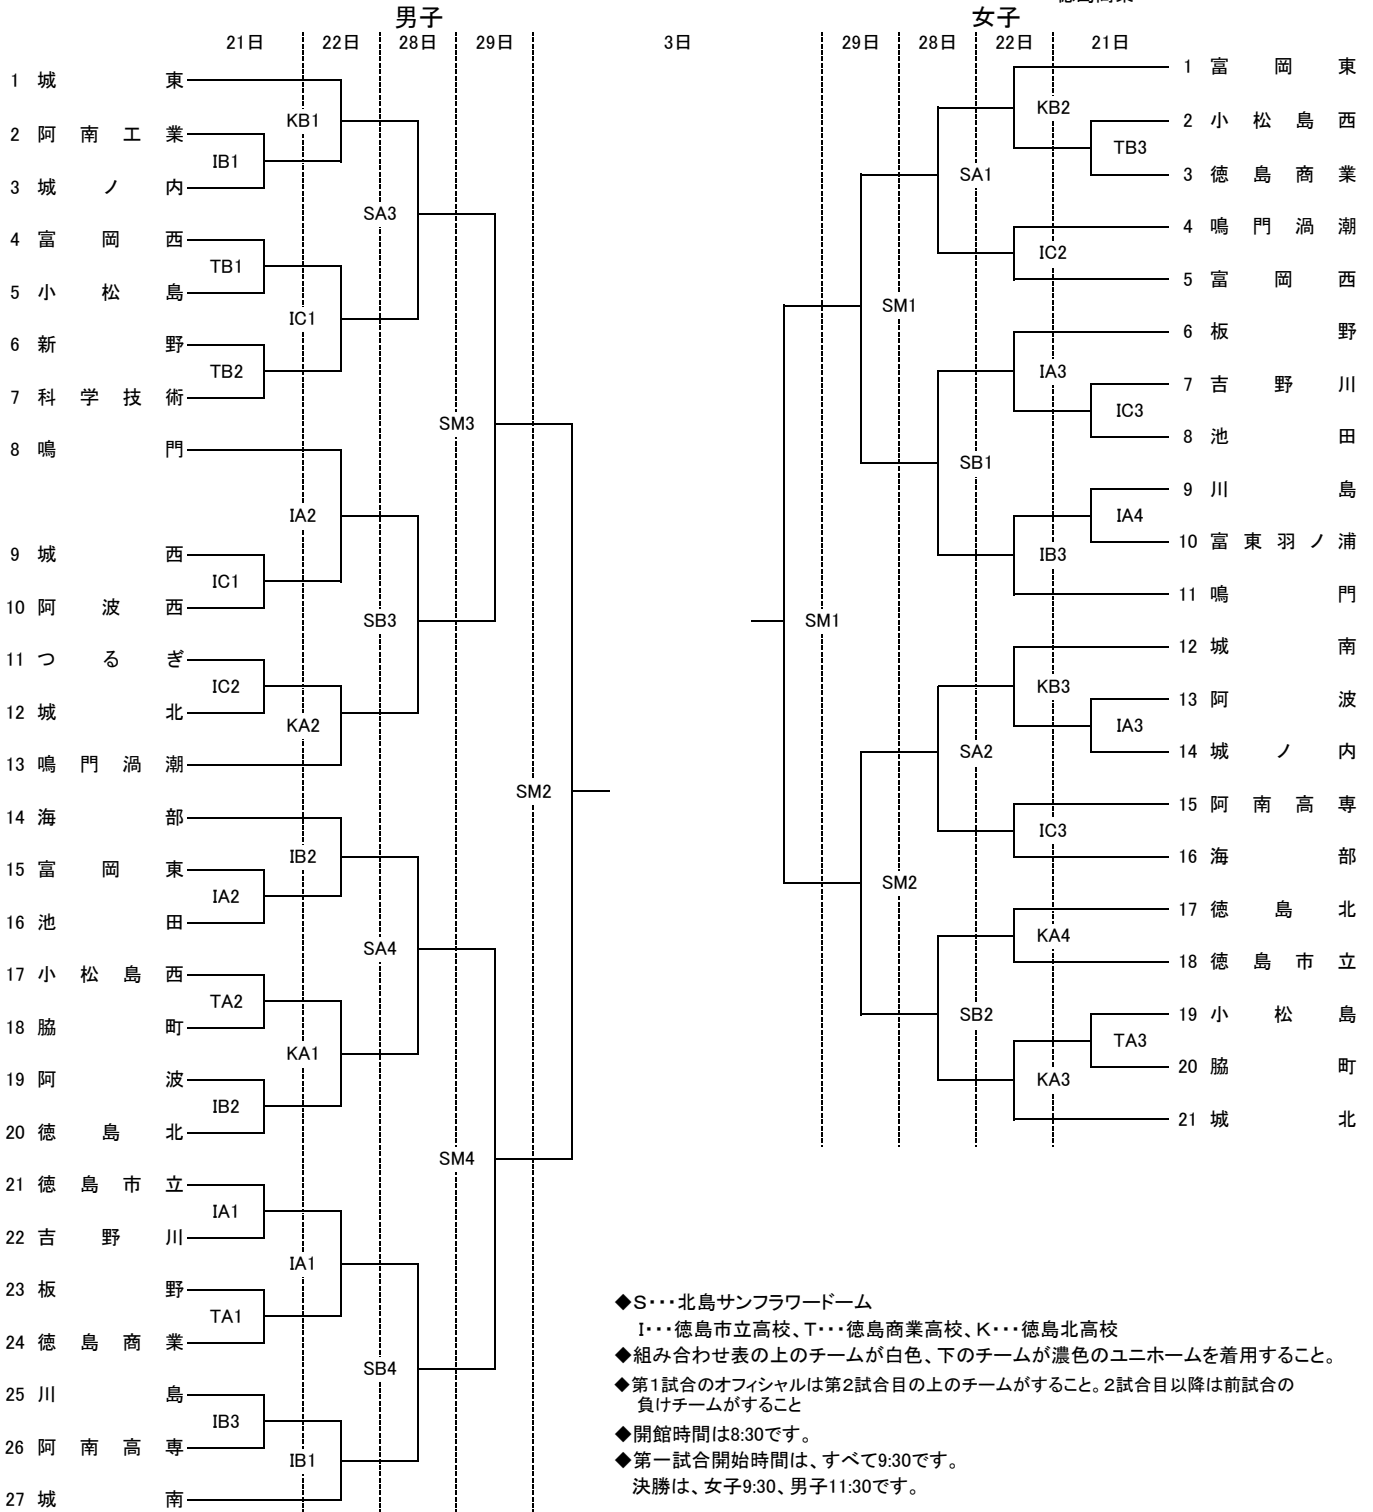 男子
21日 22日 28日 29日 3日
1 城東
KB1
2 阿南工業
IB1
3 城ノ内
SA3
4 富岡西
TB1
5 小松島
IC1
6 新野
TB2
7 科学技術
SM3
8 鳴門
IA2
9 城西
IC1
10 阿波西
SB3
11 つるぎ
IC2
12 城北
KA2
13 鳴門渦潮
SM2
14 海部
IB2
15 富岡東
IA2
16 池田
SA4
17 小松島西
TA2
18 脇町
KA1
19 阿波
IB2
20 徳島北
SM4
21 徳島市立
IA1
22 吉野川
IA1
23 板野
TA1
24 徳島商業
SB4
25 川島
IB3
26 阿南高専
IB1
27 城南
女子
29日 28日 22日 21日
1 富岡東
KB2
2 小松島西
TB3
3 徳島商業
SA1
4 鳴門渦潮
IC2
5 富岡西
SM1
6 板野
IA3
7 吉野川
IC3
8 池田
SB1
9 川島
IA4
10 富東羽ノ浦
IB3
11 鳴門
SM1
12 城南
KB3
13 阿波
IA3
14 城ノ内
SA2
15 阿南高専
IC3
16 海部
SM2
17 徳島北
KA4
18 徳島市立
SB2
19 小松島
TA3
20 脇町
KA3
21 城北
◆S・・・北島サンフラワードーム
I・・・徳島市立高校、T・・・徳島商業高校、K・・・徳島北高校
◆組み合わせ表の上のチームが白色、下のチームが濃色のユニホームを着用すること。
◆第1試合のオフィシャルは第2試合目の上のチームがすること。2試合目以降は前試合の
負けチームがすること
◆開館時間は8:30です。
◆第一試合開始時間は、すべて9:30です。
決勝は、女子9:30、男子11:30です。